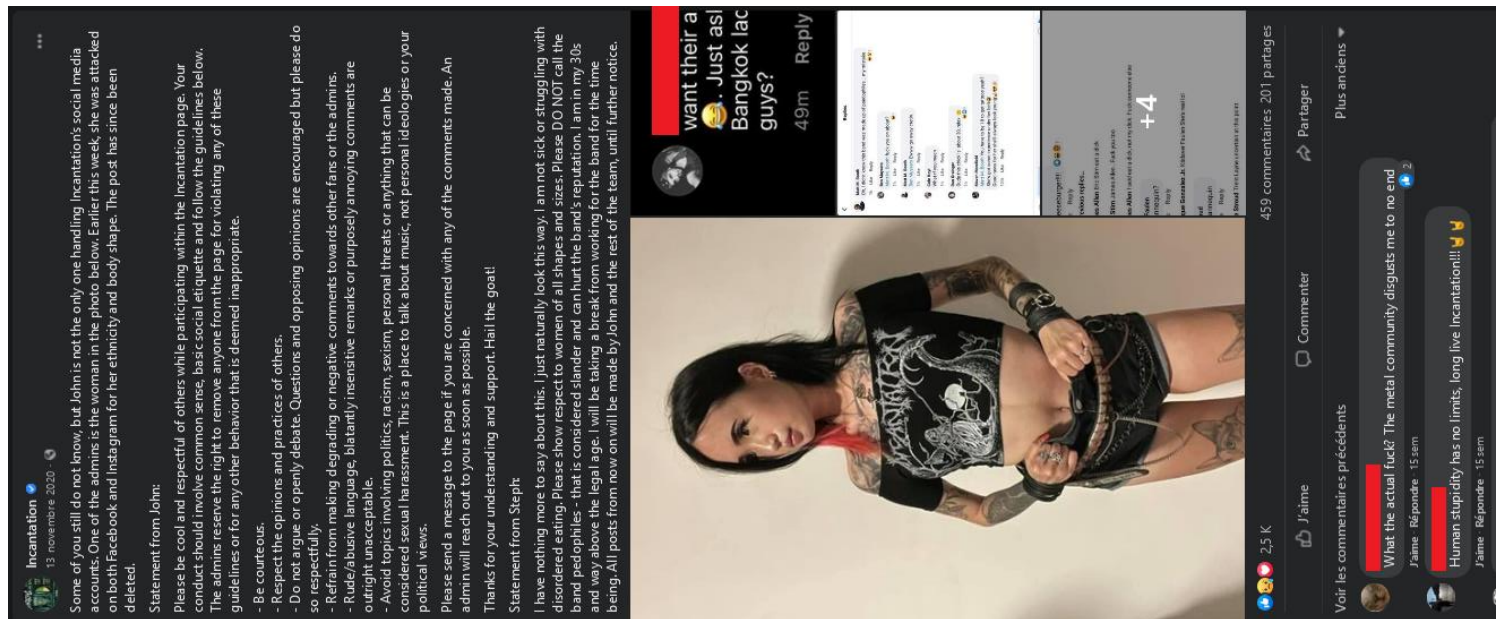 Incantation
13 novembre 2020 ·
Some of you still do not know, but John is not the only one handling Incantation's social media
accounts. One of the admins is the woman in the photo below. Earlier this week, she was attacked
on both Facebook and Instagram for her ethnicity and body shape. The post has since been
deleted.
Statement from John:
Please be cool and respectful of others while participating within the Incantation page. Your
conduct should involve common sense, basic social etiquette and follow the guidelines below.
The admins reserve the right to remove anyone from the page for violating any of these
guidelines or for any other behavior that is deemed inappropriate.
- Be courteous.
- Respect the opinions and practices of others.
- Do not argue or openly debate. Questions and opposing opinions are encouraged but please do
so respectfully.
- Refrain from making degrading or negative comments towards other fans or the admins.
- Rude/abusive language, blatantly insensitive remarks or purposely annoying comments are
outright unacceptable.
- Avoid topics involving politics, racism, sexism, personal threats or anything that can be
considered sexual harassment. This is a place to talk about music, not personal ideologies or your
political views.
Please send a message to the page if you are concerned with any of the comments made. An
admin will reach out to you as soon as possible.
Thanks for your understanding and support. Hail the goat!
Statement from Steph:
I have nothing more to say about this. I just naturally look this way. I am not sick or struggling with
disordered eating. Please show respect to women of all shapes and sizes. Please DO NOT call the
band pedophiles - that is considered slander and can hurt the band's reputation. I am in my 30s
and way above the legal age. I will be taking a break from working for the band for the time
being. All posts from now on will be made by John and the rest of the team, until further notice.
INCANTATION
want their a
😂. Just asl
Bangkok lad
guys?
49m Reply
+4
2,5 K
459 commentaires 201 partages
J'aime
Commenter
Partager
Voir les commentaires précédents
Plus anciens
What the actual fuck? The metal community disgusts me to no end
2
J'aime · Répondre · 15 sem
Human stupidity has no limits, long live Incantation!!! 🤘🤘
J'aime · Répondre · 15 sem